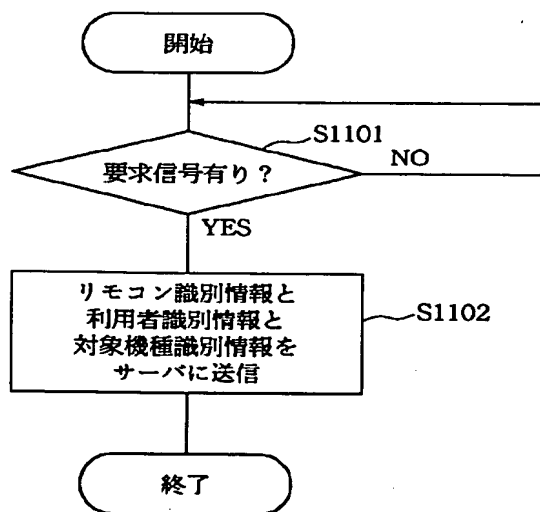 開始
S1101
要求信号有り？
NO
YES
リモコン識別情報と
利用者識別情報と
対象機種識別情報を
サーバに送信
S1102
終了